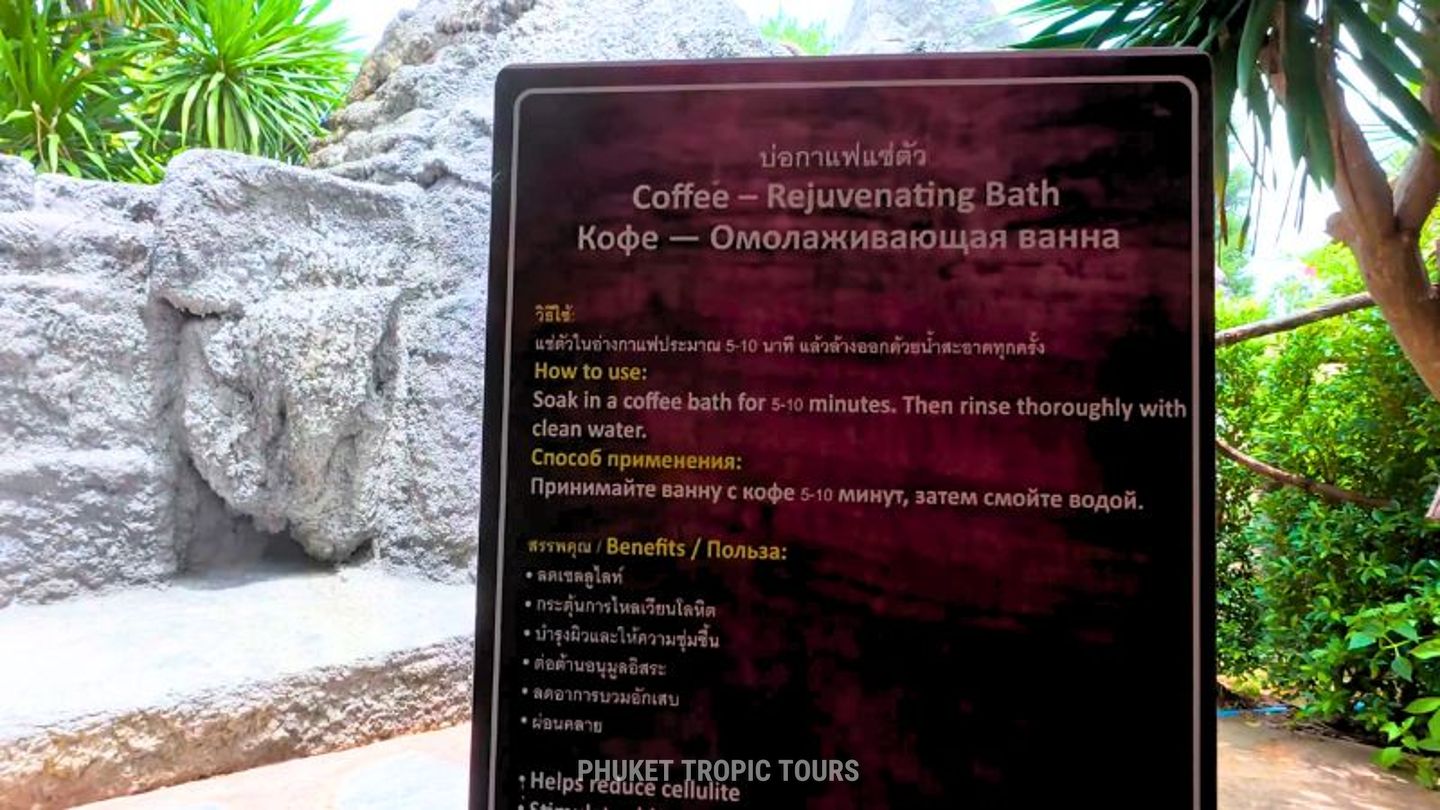 บ่อกาแฟแช่ตัว
Coffee – Rejuvenating Bath
Кофе — Омолаживающая ванна
วิธีใช้:
แช่ตัวในอ่างกาแฟประมาณ 5-10 นาที แล้วล้างออกด้วยน้ำสะอาดทุกครั้ง
How to use:
Soak in a coffee bath for 5-10 minutes. Then rinse thoroughly with
clean water.
Способ применения:
Принимайте ванну с кофе 5-10 минут, затем смойте водой.
สรรพคุณ / Benefits / Польза:
• ลดเซลลูไลท์
• กระตุ้นการไหลเวียนโลหิต
• บำรุงผิวและให้ความชุ่มชื้น
• ต่อต้านอนุมูลอิสระ
• ลดอาการบวมอักเสบ
• ผ่อนคลาย
PHUKET TROPIC TOURS
• Helps reduce cellulite